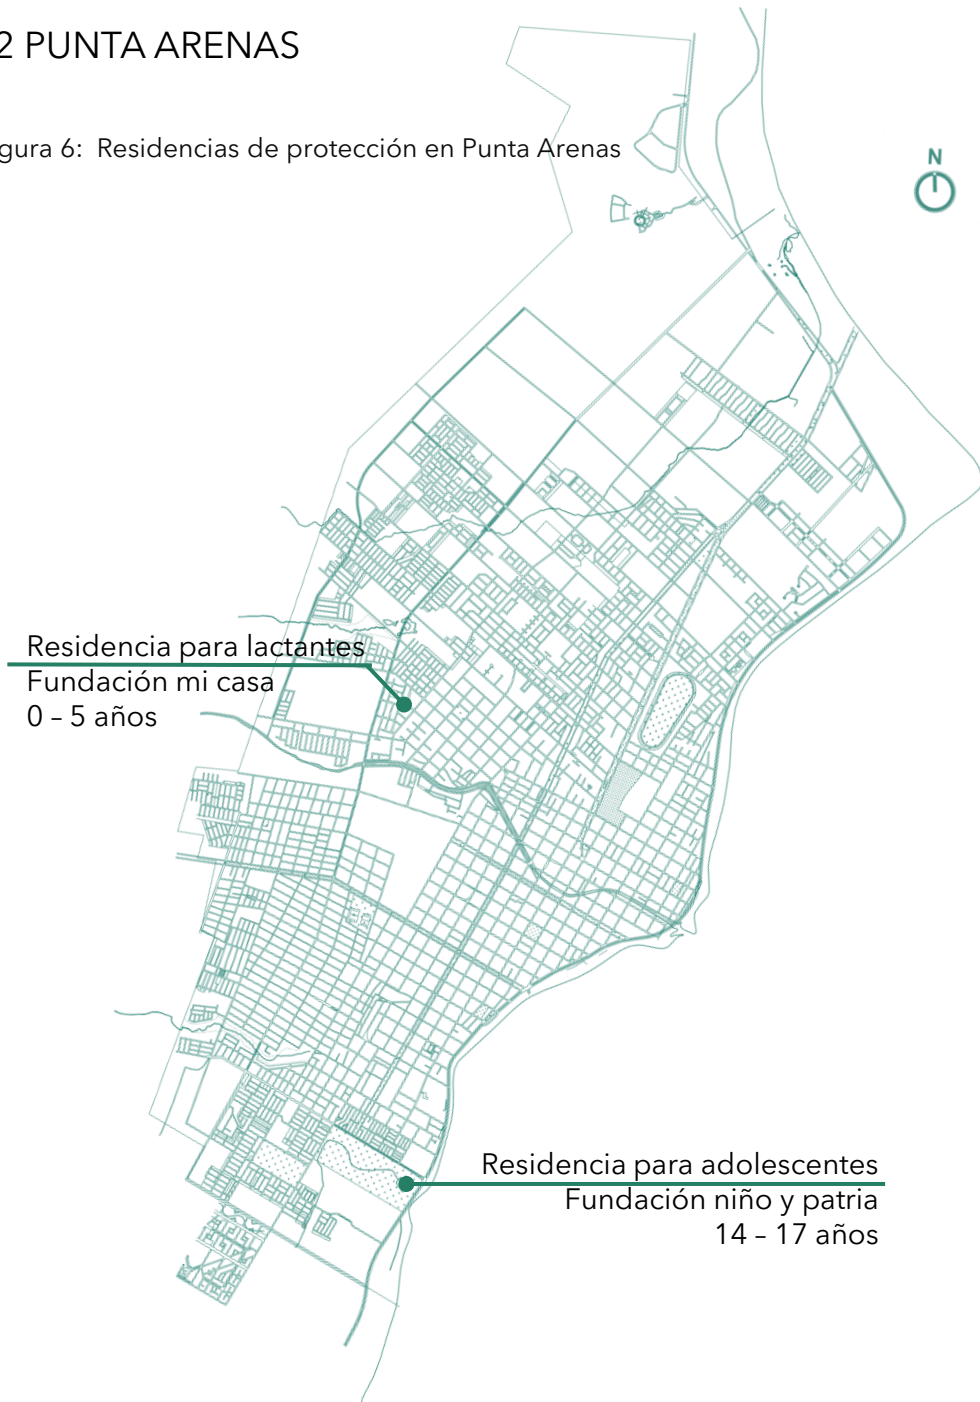 2 PUNTA ARENAS
gura 6: Residencias de protección en Punta Arenas
N
Residencia para lactantes
Fundación mi casa
0 – 5 años
Residencia para adolescentes
Fundación niño y patria
14 – 17 años